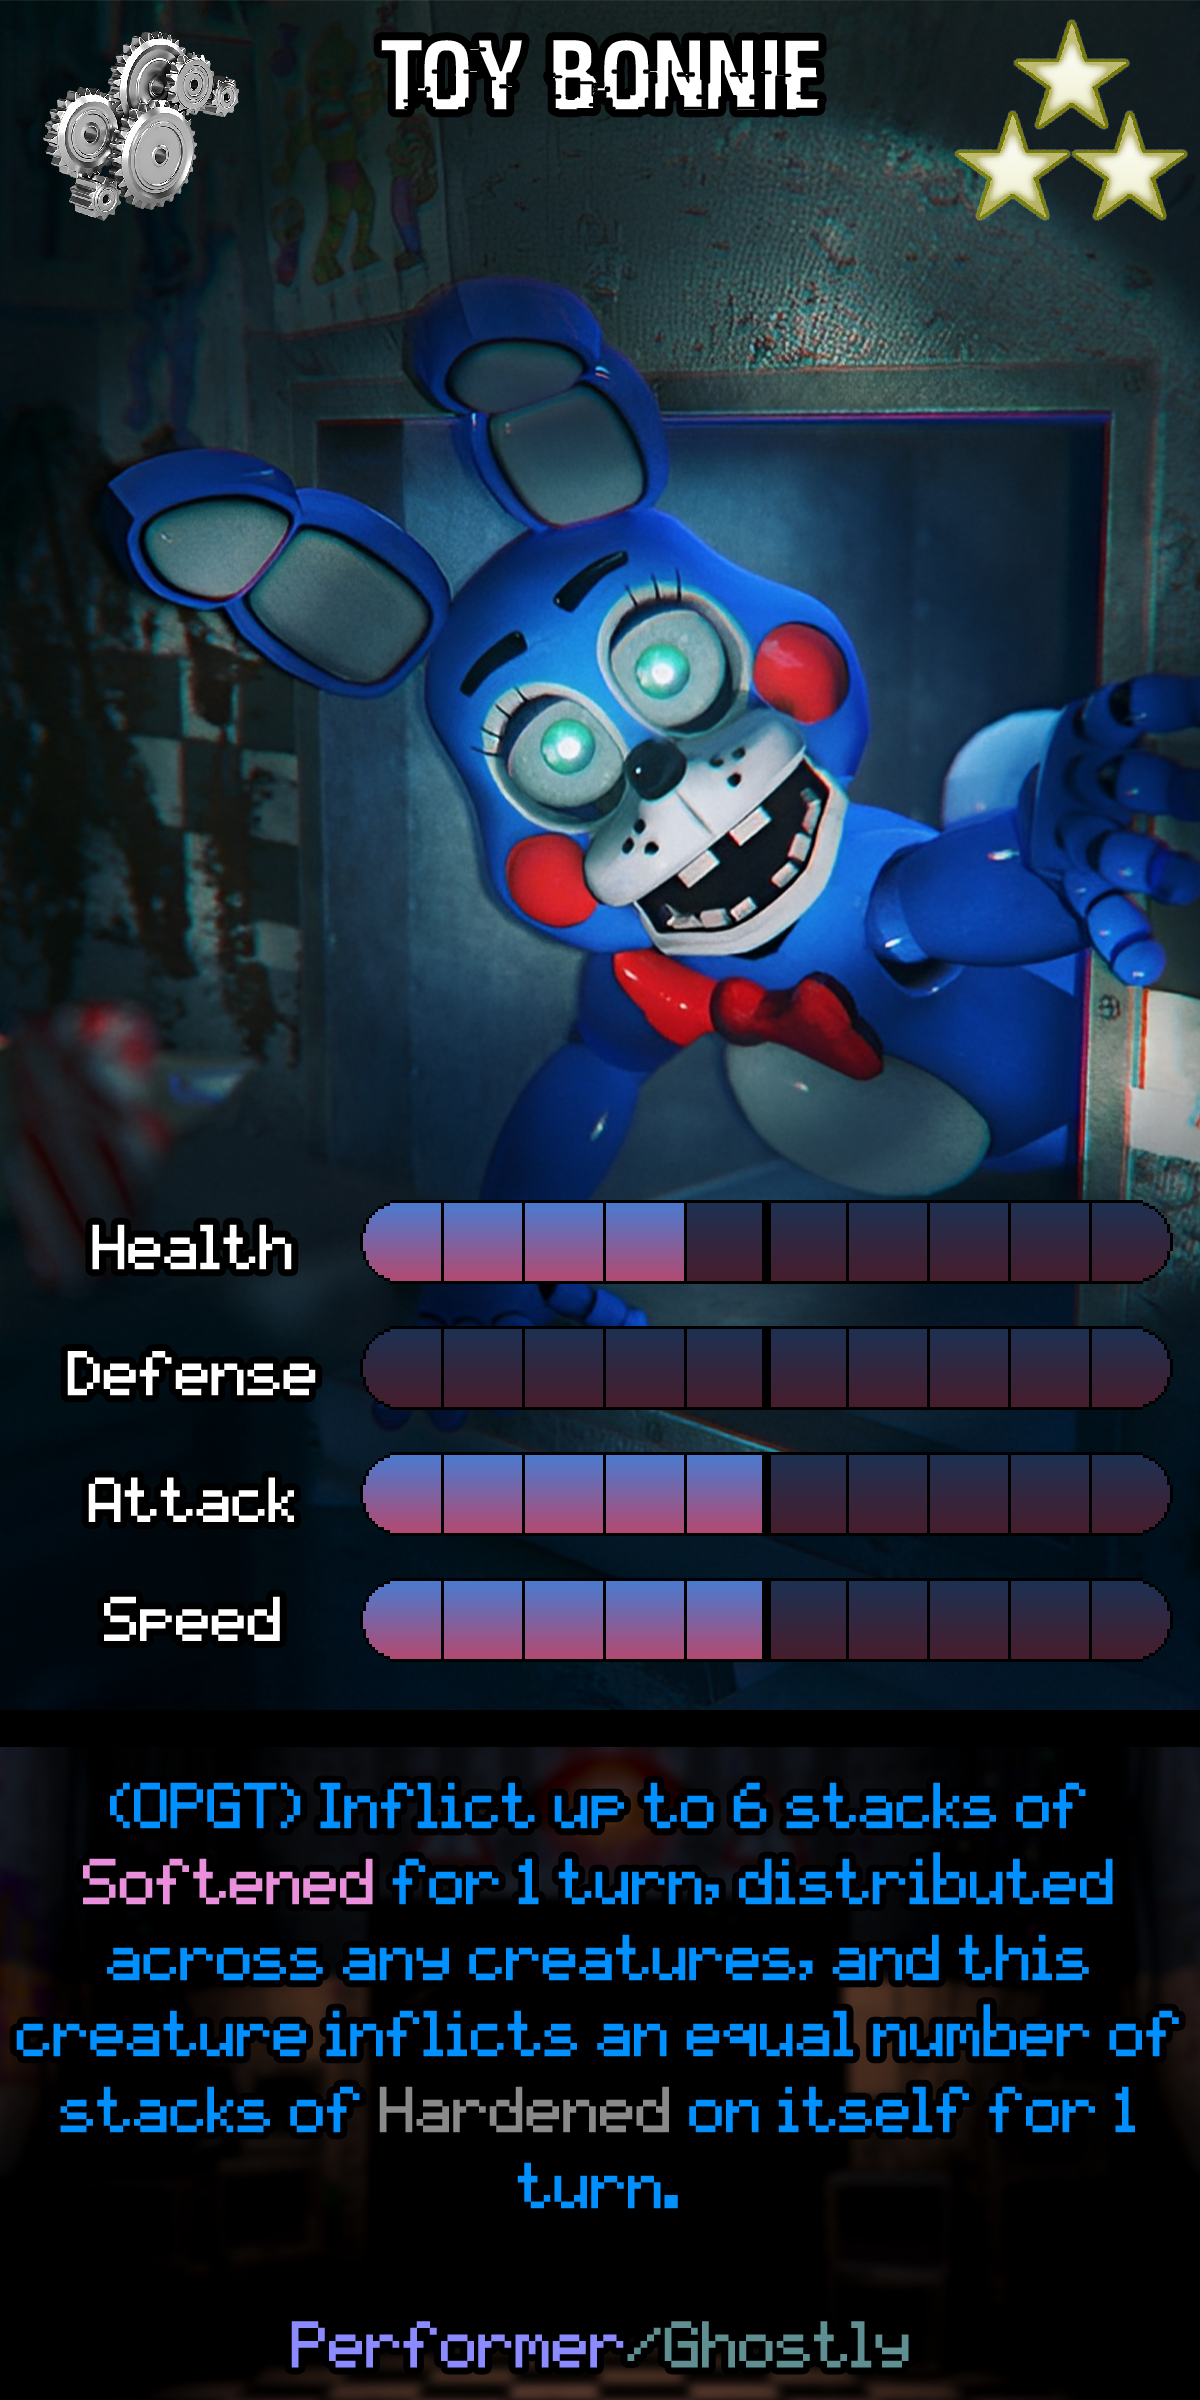 TOY BONNIE
Health
Defense
Attack
Speed
(OPGT) Inflict up to 6 stacks of
Softened for 1 turn, distributed
across any creatures, and this
creature inflicts an equal number of
stacks of Hardened on itself for 1
turn.
Performer/Ghostly